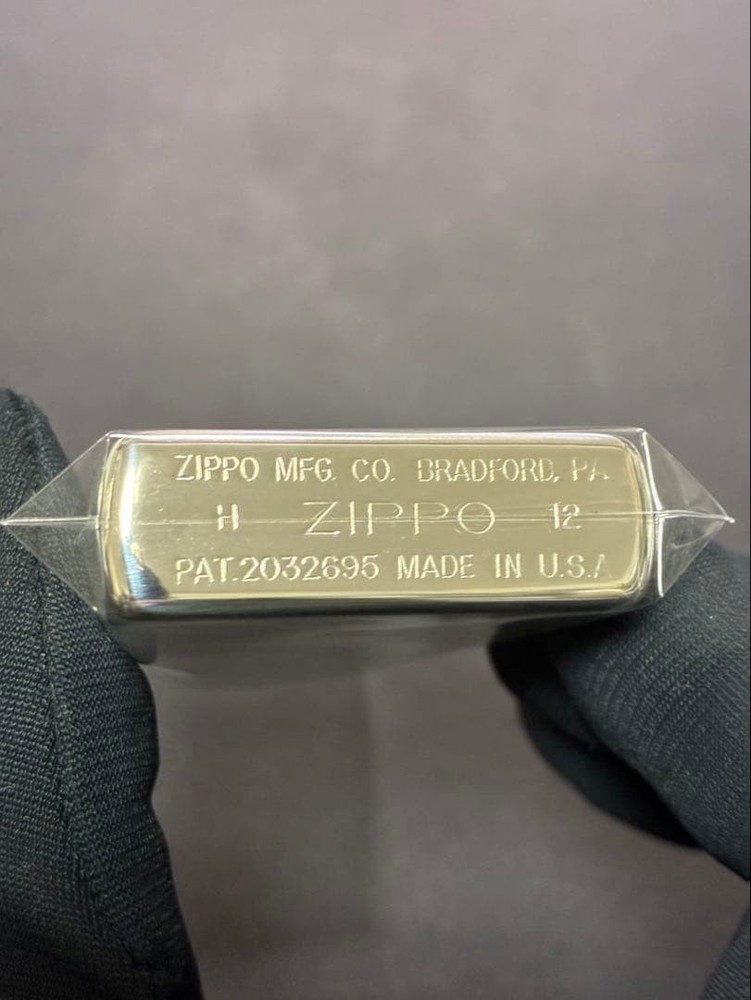 ZIPPO MFG. CO. BRADFORD, PA
H ZIPPO 12
PAT.2032695 MADE IN U.S.A